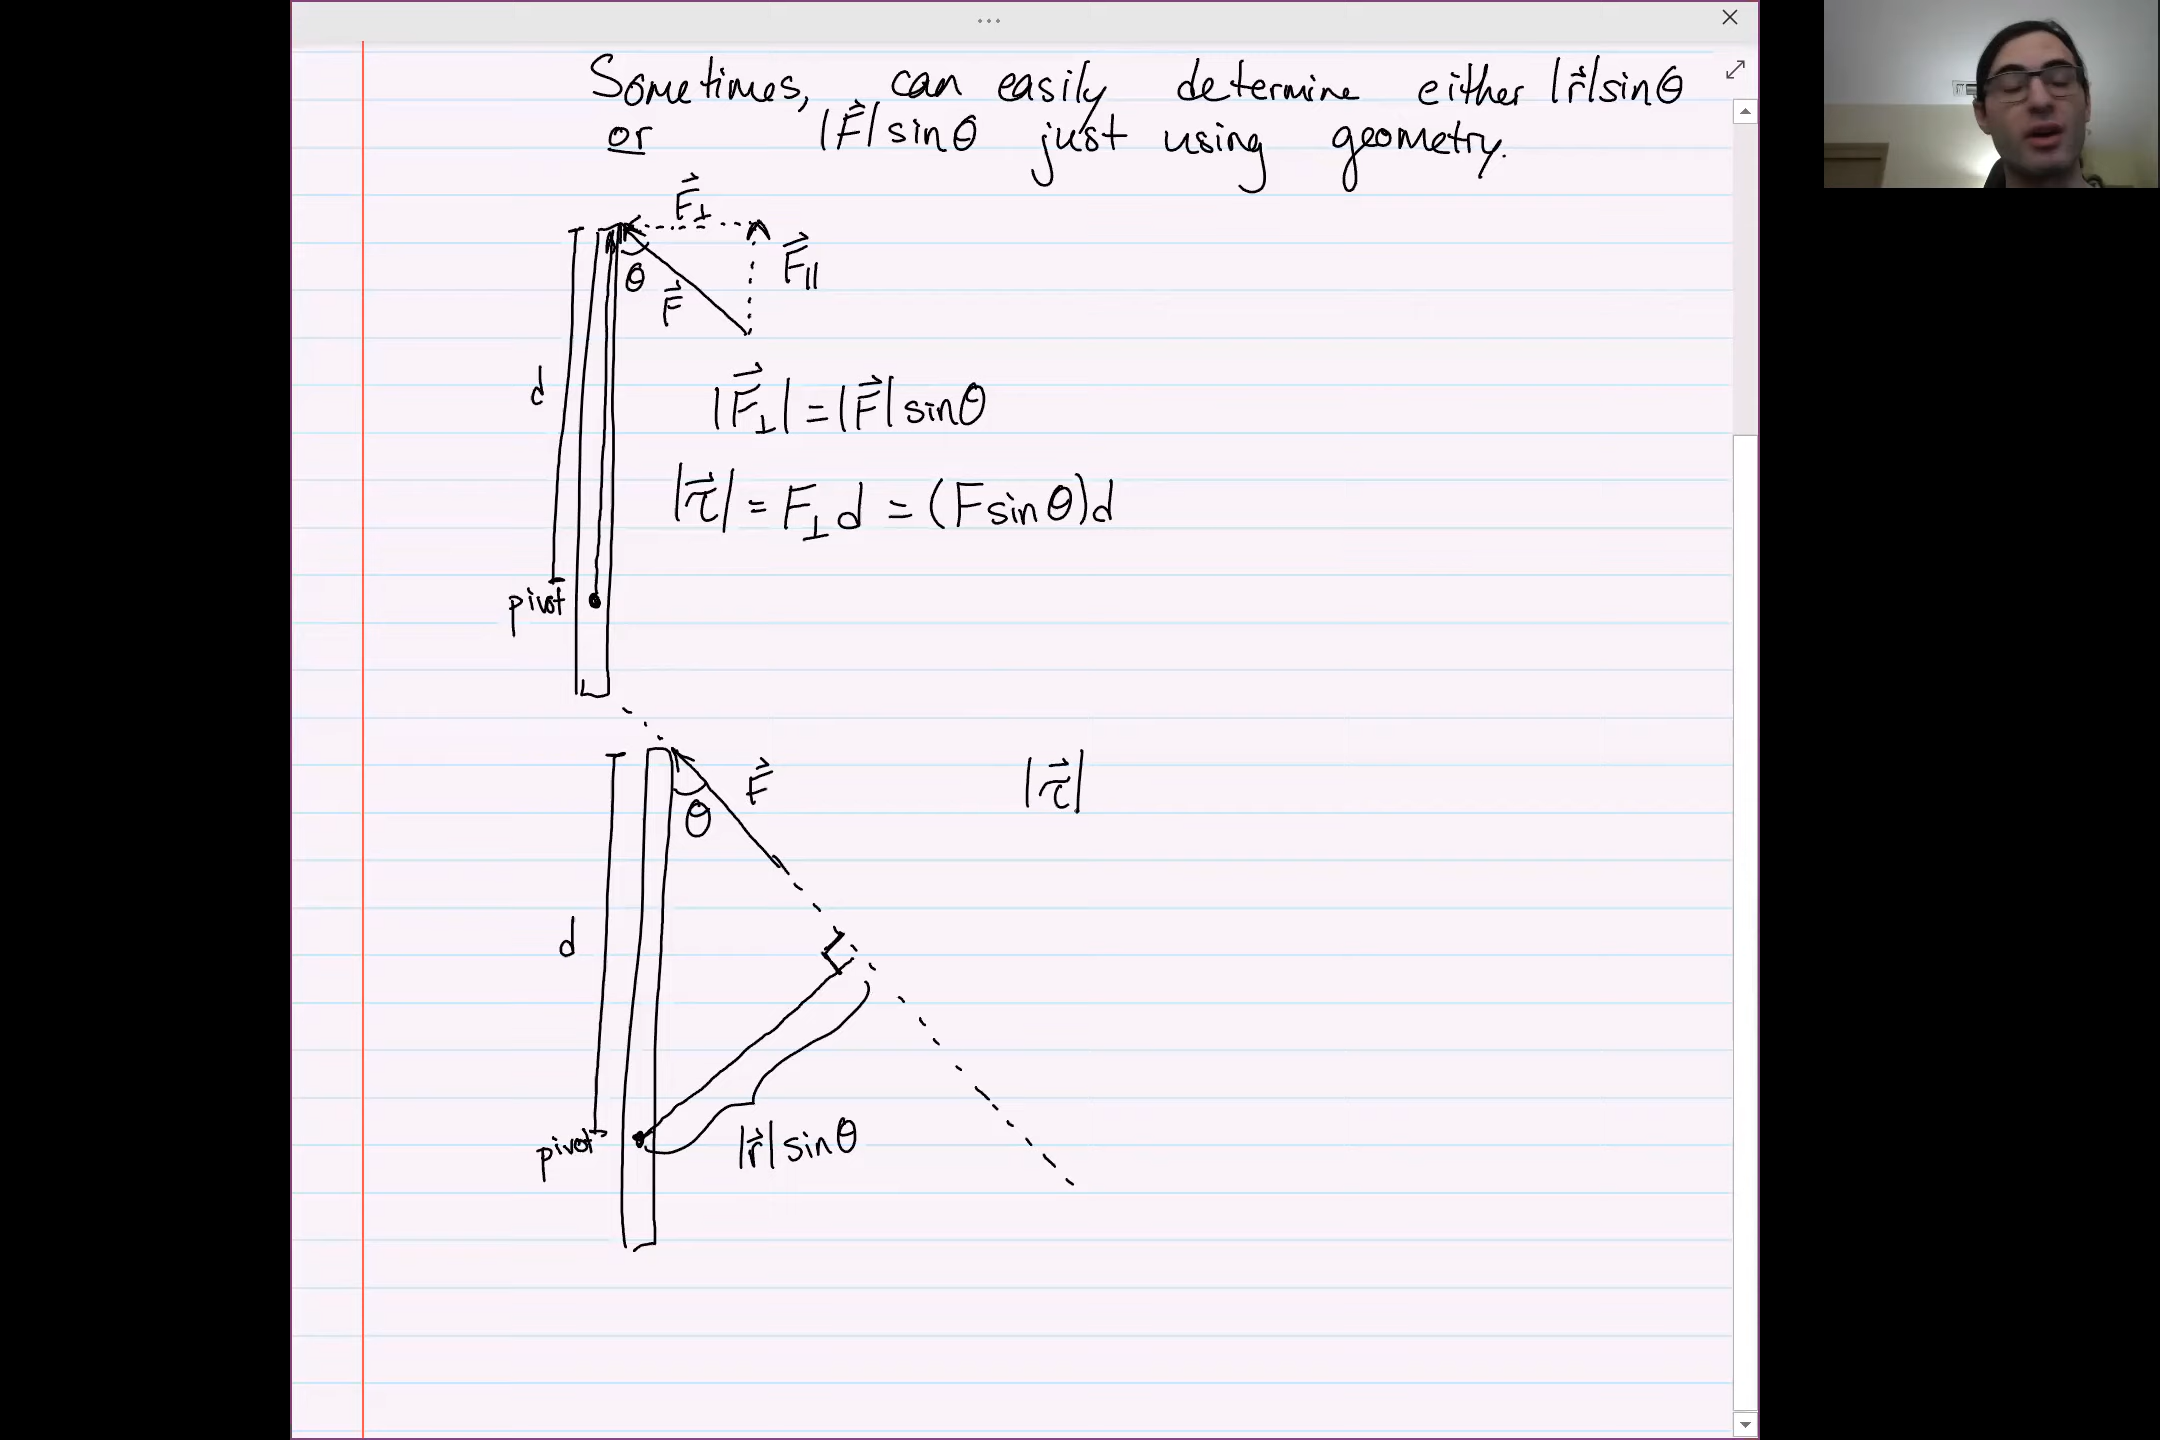 Sometimes, can easily determine either |r⃗|sinθ
or |F⃗|sinθ just using geometry.
F⃗⊥
F⃗||
θ
F⃗
d
|F⃗⊥| = |F⃗| sinθ
|τ⃗| = F⊥ d = (F sinθ)d
pivot
F⃗
θ
|τ⃗|
d
pivot
|r⃗| sinθ